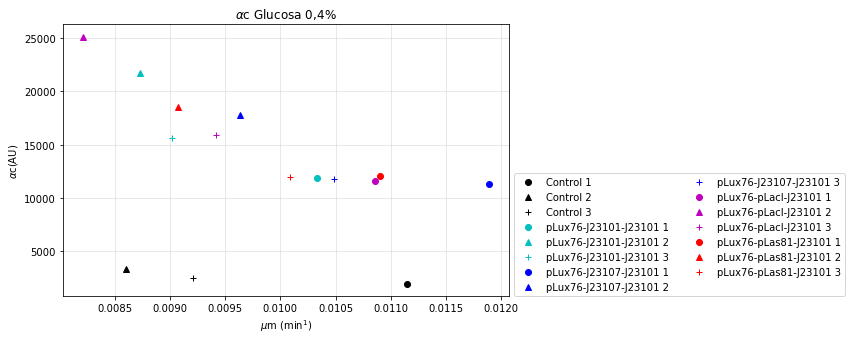 αc Glucosa 0,4%
25000
20000
15000
10000
5000
αc(AU)
0.0085 0.0090 0.0095 0.0100 0.0105 0.0110 0.0115 0.0120
μm (min¹)
Control 1
Control 2
Control 3
pLux76-J23101-J23101 1
pLux76-J23101-J23101 2
pLux76-J23101-J23101 3
pLux76-J23107-J23101 1
pLux76-J23107-J23101 2
pLux76-J23107-J23101 3
pLux76-pLacI-J23101 1
pLux76-pLacI-J23101 2
pLux76-pLacI-J23101 3
pLux76-pLas81-J23101 1
pLux76-pLas81-J23101 2
pLux76-pLas81-J23101 3